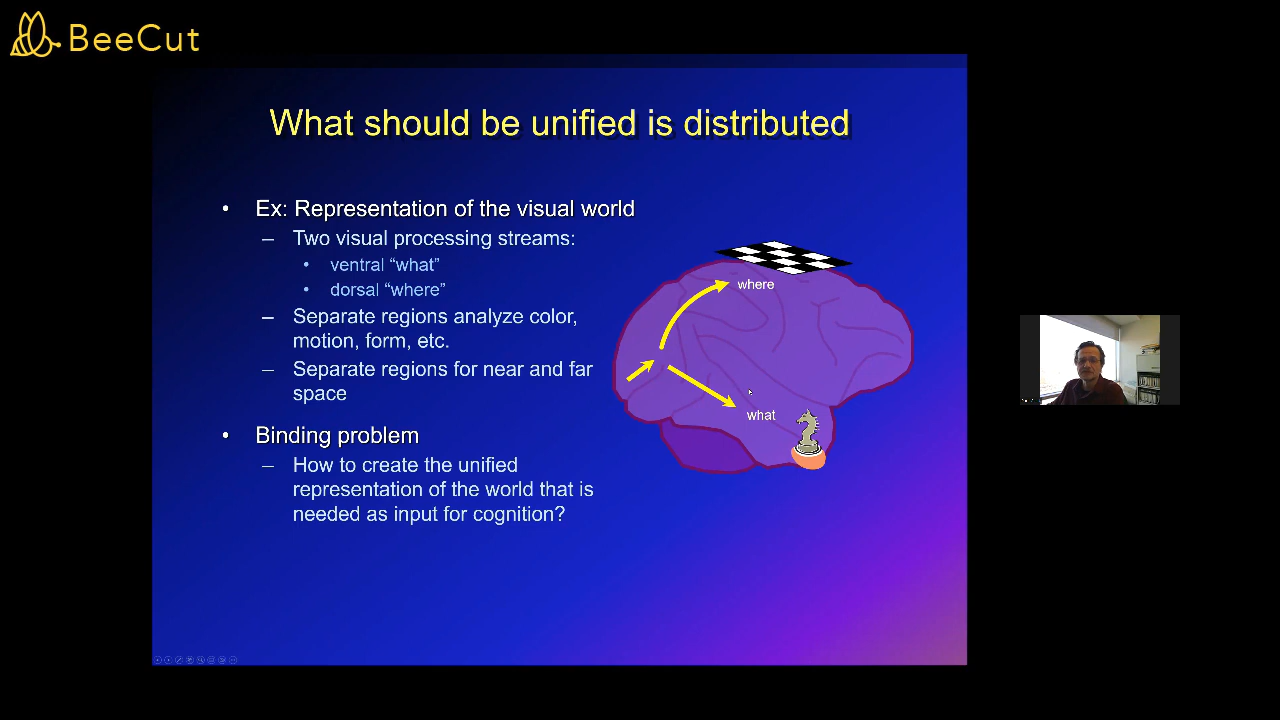 BeeCut
What should be unified is distributed
• Ex: Representation of the visual world
– Two visual processing streams:
• ventral “what”
• dorsal “where”
– Separate regions analyze color,
motion, form, etc.
– Separate regions for near and far
space
• Binding problem
– How to create the unified
representation of the world that is
needed as input for cognition?
where
what